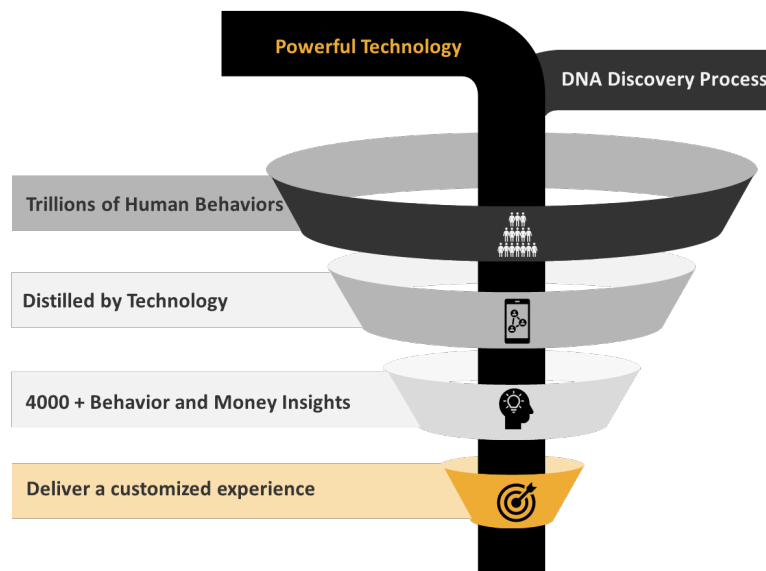 Powerful Technology
DNA Discovery Process
Trillions of Human Behaviors
Distilled by Technology
4000 + Behavior and Money Insights
Deliver a customized experience